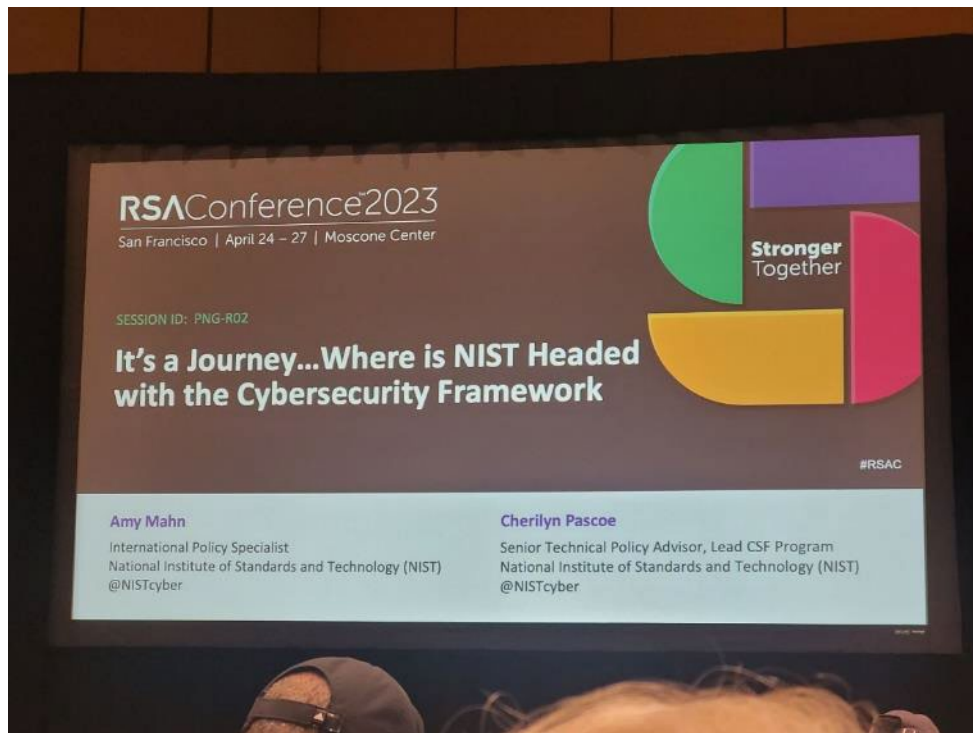 RSAConference™2023
San Francisco | April 24 – 27 | Moscone Center
Stronger
Together
SESSION ID: PNG-R02
It's a Journey...Where is NIST Headed
with the Cybersecurity Framework
#RSAC
Amy Mahn
International Policy Specialist
National Institute of Standards and Technology (NIST)
@NISTcyber
Cherilyn Pascoe
Senior Technical Policy Advisor, Lead CSF Program
National Institute of Standards and Technology (NIST)
@NISTcyber